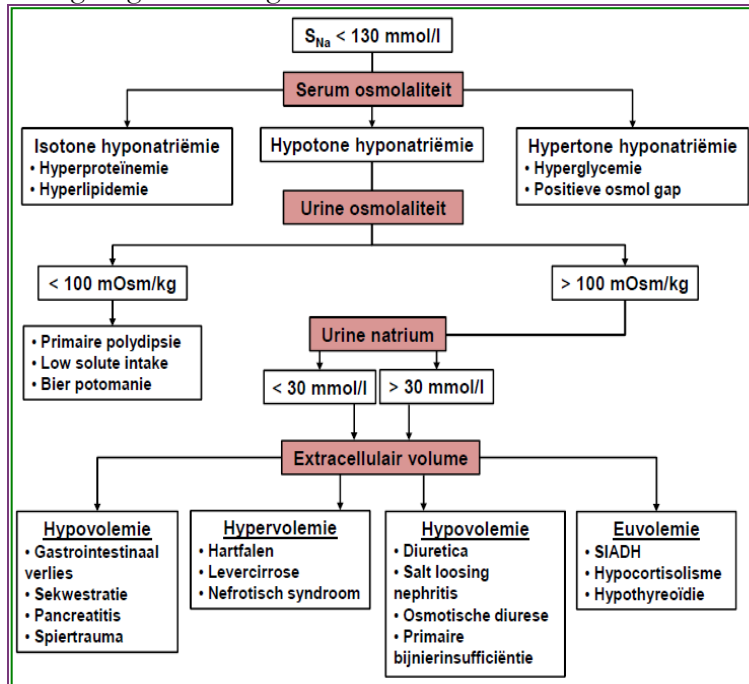 S_Na < 130 mmol/l
Serum osmolaliteit
Isotone hyponatriëmie
• Hyperproteïnemie
• Hyperlipidemie
Hypotone hyponatriëmie
Hypertone hyponatriëmie
• Hyperglycemie
• Positieve osmol gap
Urine osmolaliteit
< 100 mOsm/kg
> 100 mOsm/kg
• Primaire polydipsie
• Low solute intake
• Bier potomanie
Urine natrium
< 30 mmol/l
> 30 mmol/l
Extracellulair volume
Hypovolemie
• Gastrointestinaal
verlies
• Sekwestratie
• Pancreatitis
• Spiertrauma
Hypervolemie
• Hartfalen
• Levercirrose
• Nefrotisch syndroom
Hypovolemie
• Diuretica
• Salt loosing
nephritis
• Osmotische diurese
• Primaire
bijnierinsufficiëntie
Euvolemie
• SIADH
• Hypocortisolisme
• Hypothyreoïdie